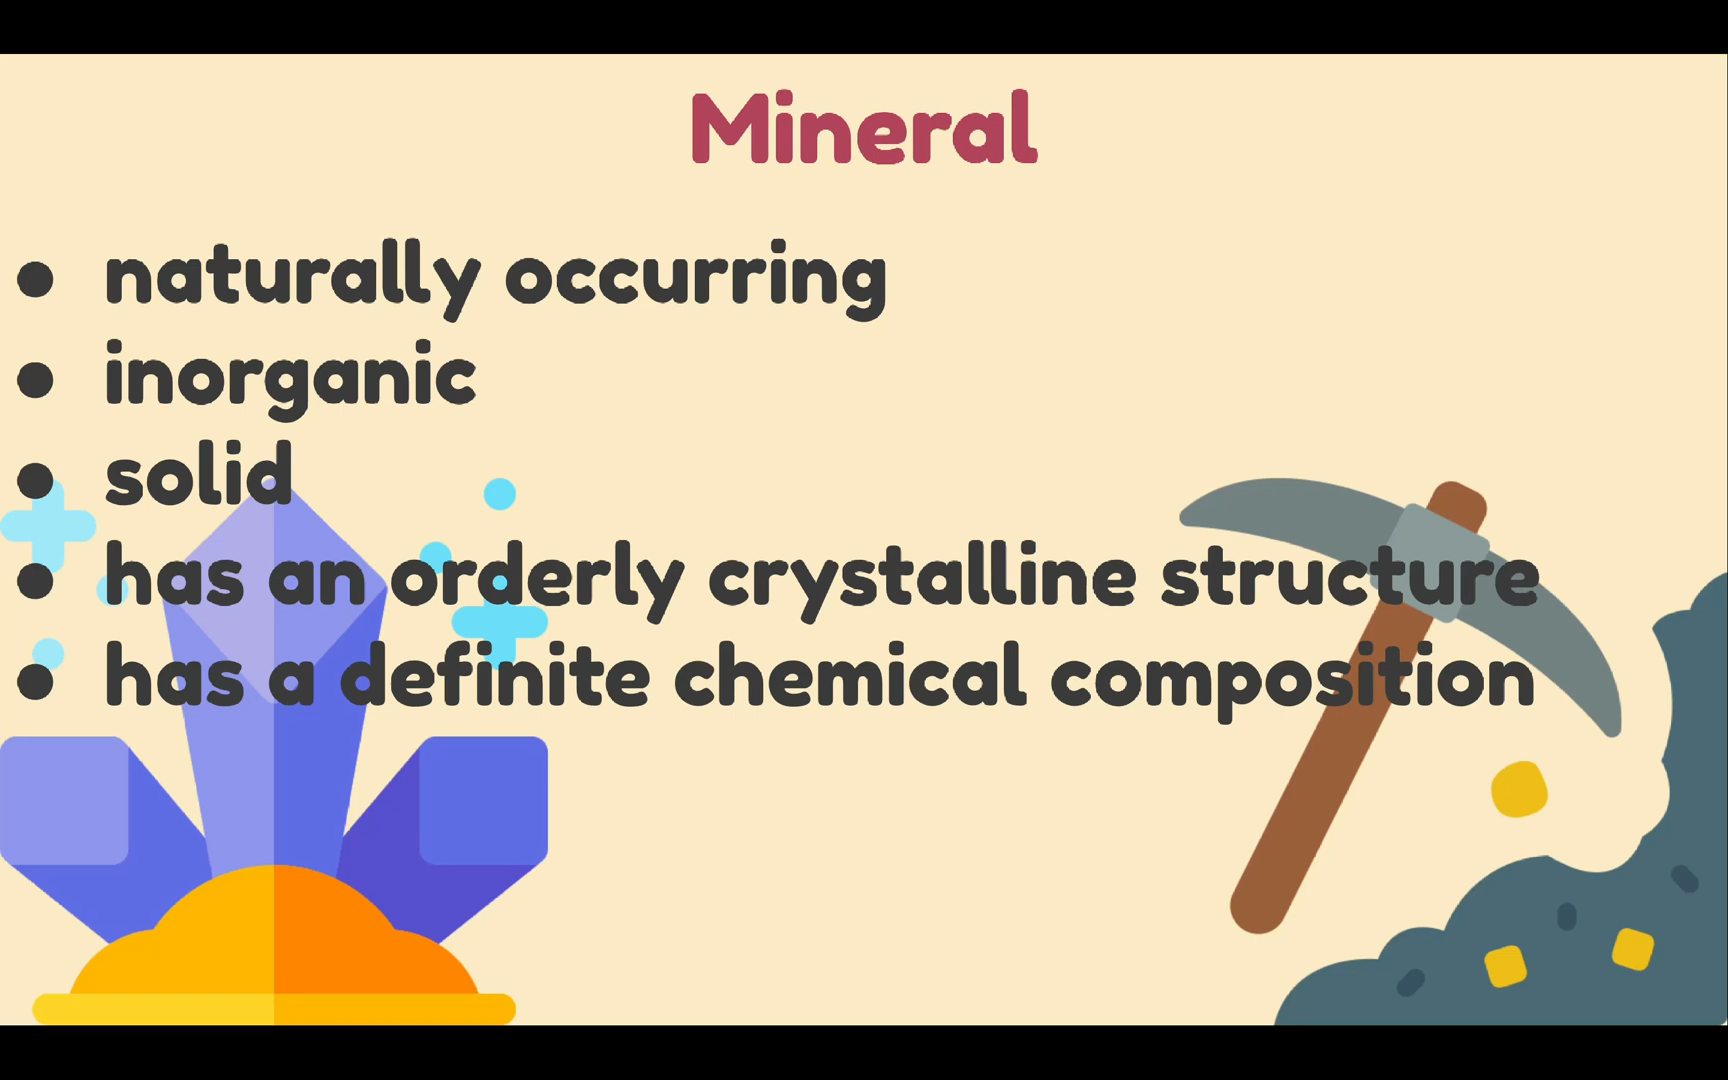 Mineral
● naturally occurring
● inorganic
● solid
● has an orderly crystalline structure
● has a definite chemical composition